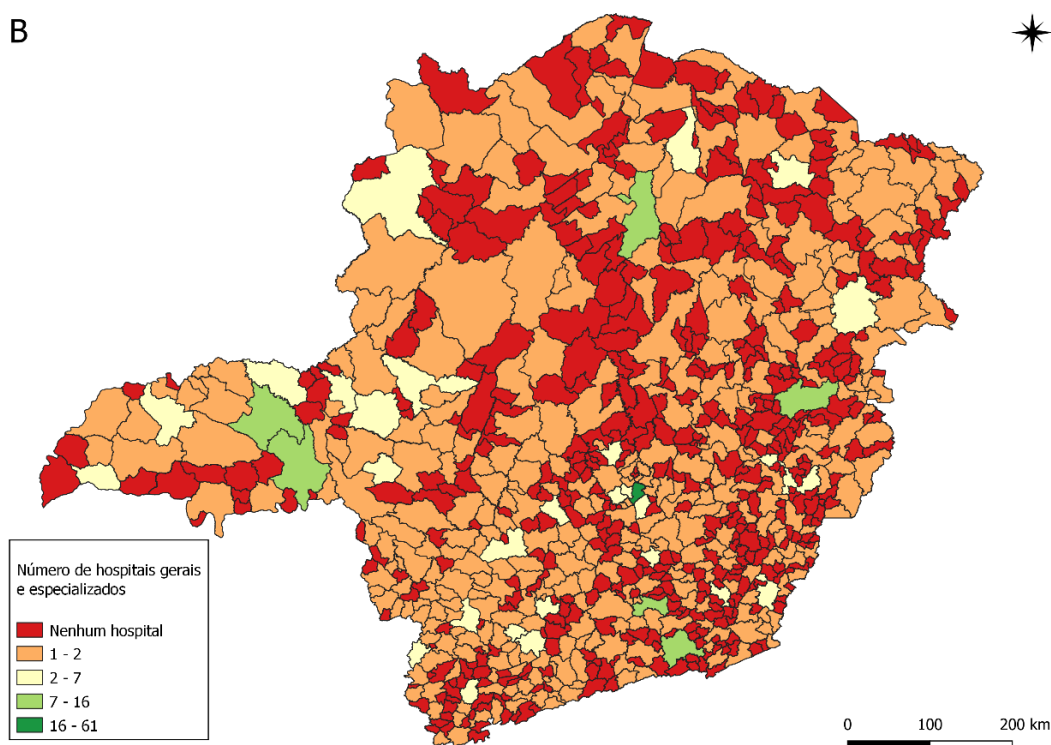 B
Número de hospitais gerais
e especializados
Nenhum hospital
1 - 2
2 - 7
7 - 16
16 - 61
0 100 200 km